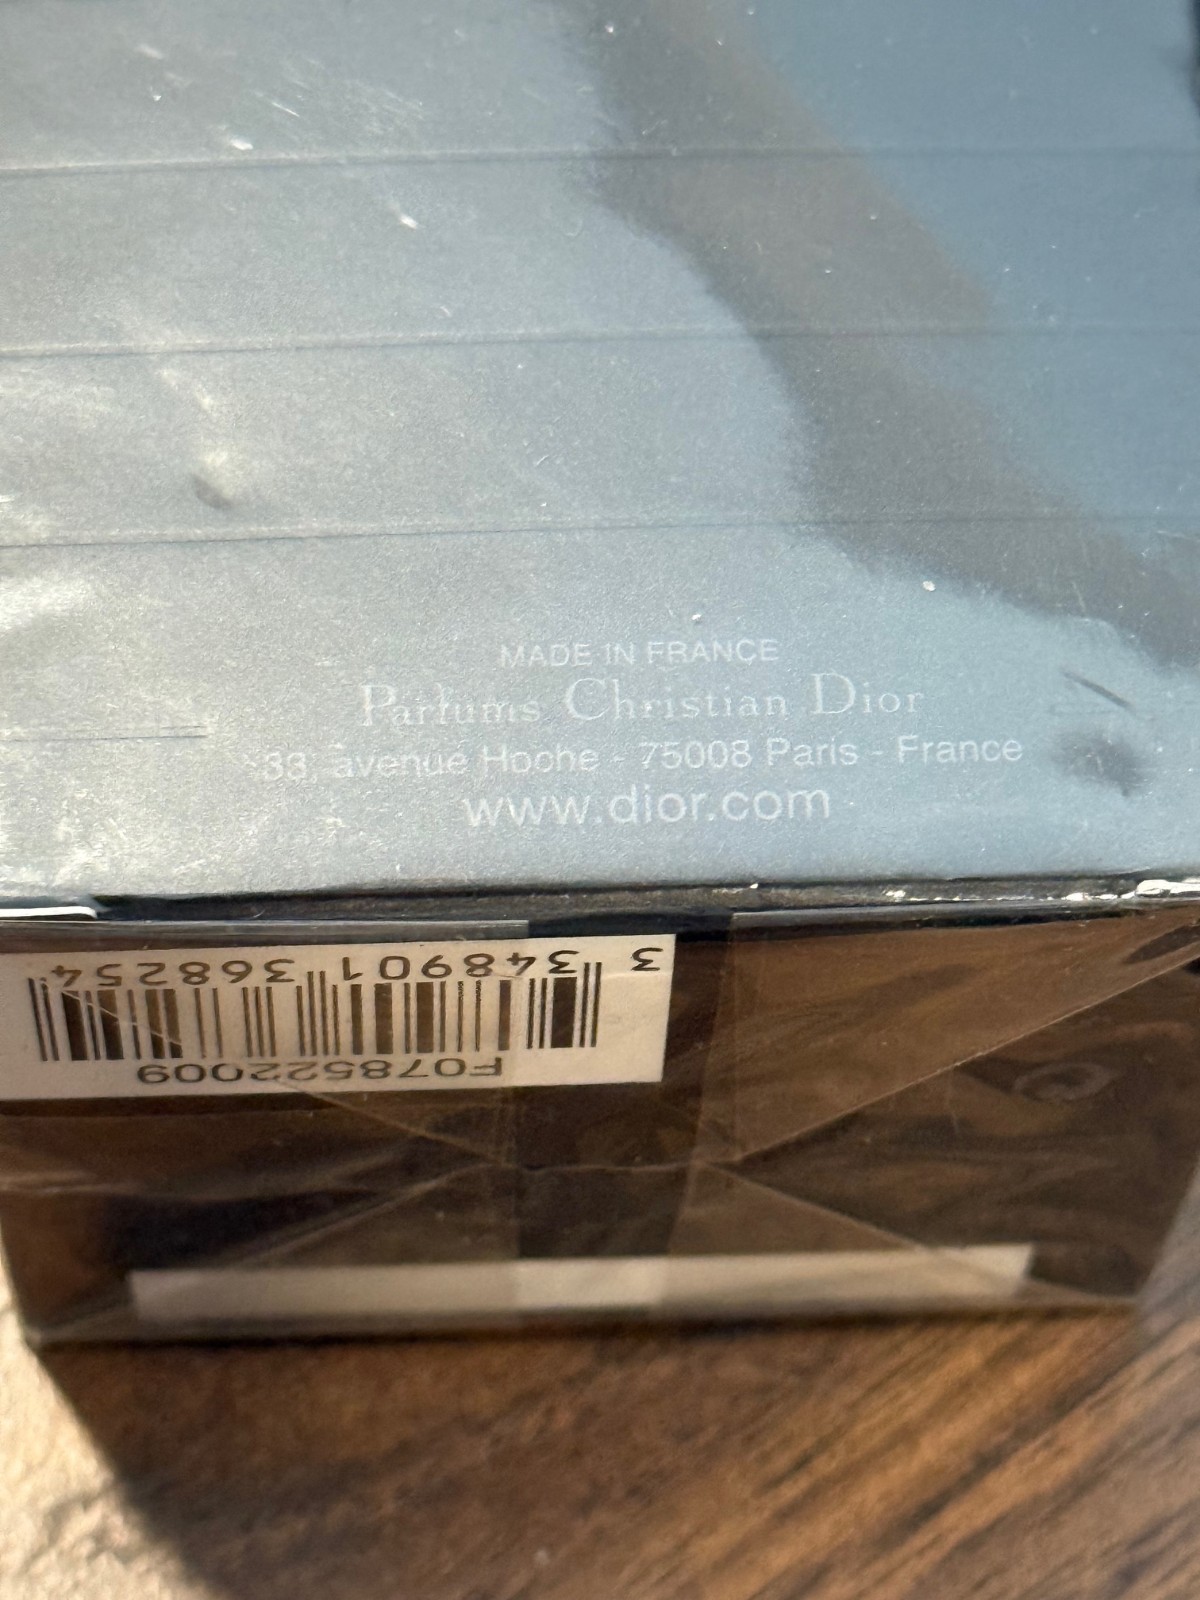 MADE IN FRANCE
Parfums Christian Dior
33, avenue Hoche - 75008 Paris - France
www.dior.com
F078522009
3 348901 368254